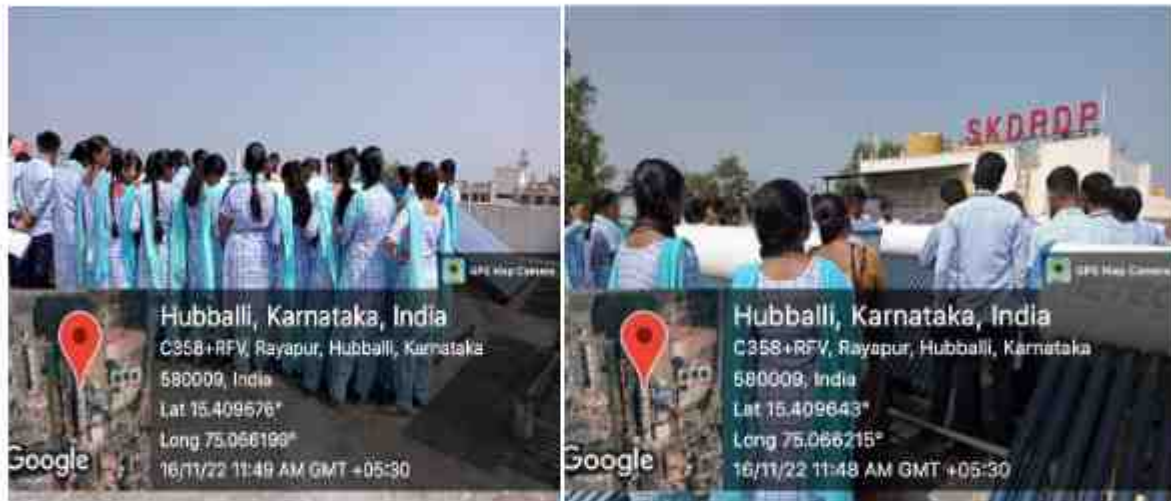 GPS Map Camera
Hubballi, Karnataka, India
C358+RFV, Rayapur, Hubballi, Karnataka
580009, India
Lat 15.409676°
Long 75.066199°
16/11/22 11:49 AM GMT +05:30
Google
SKDRDP
GPS Map Camera
Hubballi, Karnataka, India
C358+RFV, Rayapur, Hubballi, Karnataka
580009, India
Lat 15.409643°
Long 75.066215°
16/11/22 11:48 AM GMT +05:30
Google